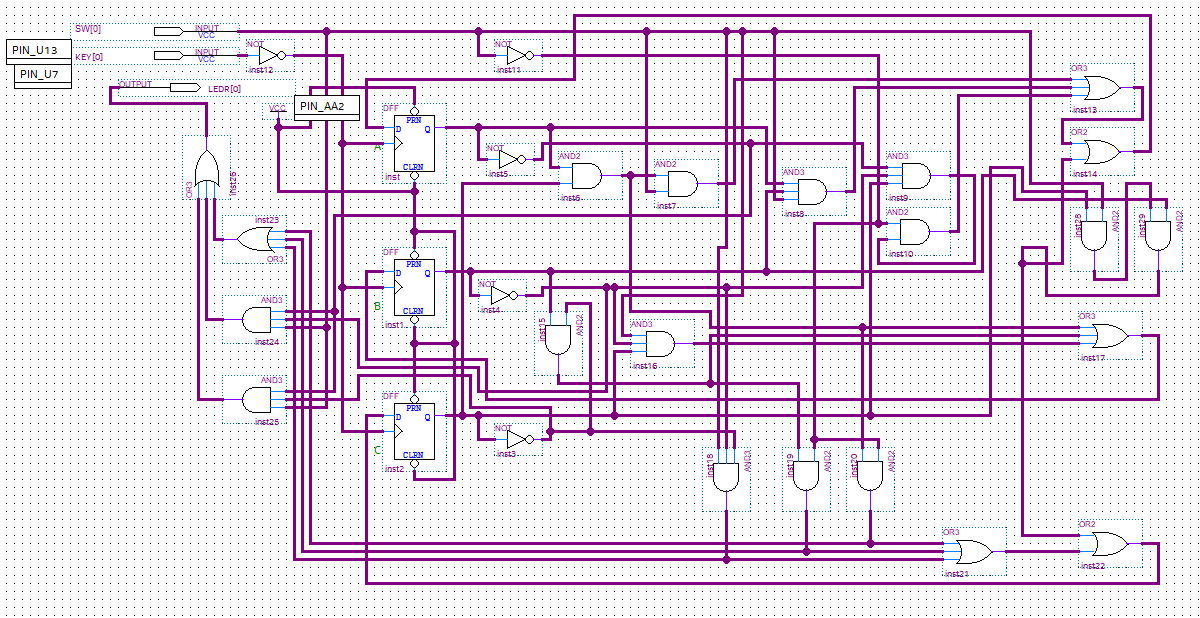 SW[0]
INPUT
VCC
PIN_U13
KEY[0]
INPUT
VCC
NOT
inst12
NOT
inst11
PIN_U7
OUTPUT
LEDR[0]
VCC
PIN_AA2
DFF
PRN
D
Q
CLRN
A
inst
NOT
inst5
AND2
inst6
AND2
inst7
AND3
inst8
AND3
inst9
AND2
inst10
OR3
inst13
OR2
inst14
OR3
inst26
inst23
OR3
AND3
inst24
AND3
inst25
DFF
PRN
D
Q
CLRN
B
inst1
NOT
inst4
inst15
AND2
AND3
inst16
inst28
AND2
inst29
AND2
OR3
inst17
DFF
PRN
D
Q
CLRN
C
inst2
NOT
inst3
inst18
AND3
inst19
AND2
inst20
AND2
OR3
inst21
OR2
inst22